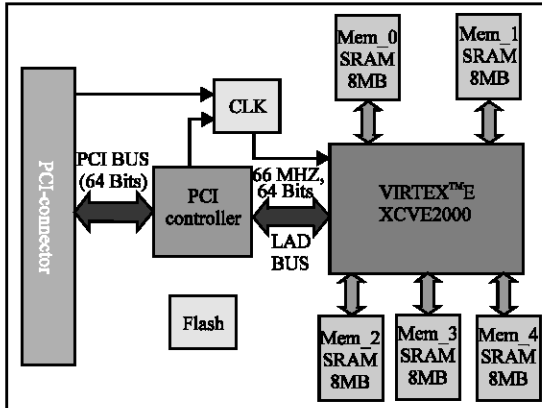 Mem_0
SRAM
8MB
Mem_1
SRAM
8MB
CLK
PCI-connector
PCI BUS
(64 Bits)
PCI
controller
66 MHZ,
64 Bits
LAD
BUS
VIRTEX™E
XCVE2000
Flash
Mem_2
SRAM
8MB
Mem_3
SRAM
8MB
Mem_4
SRAM
8MB